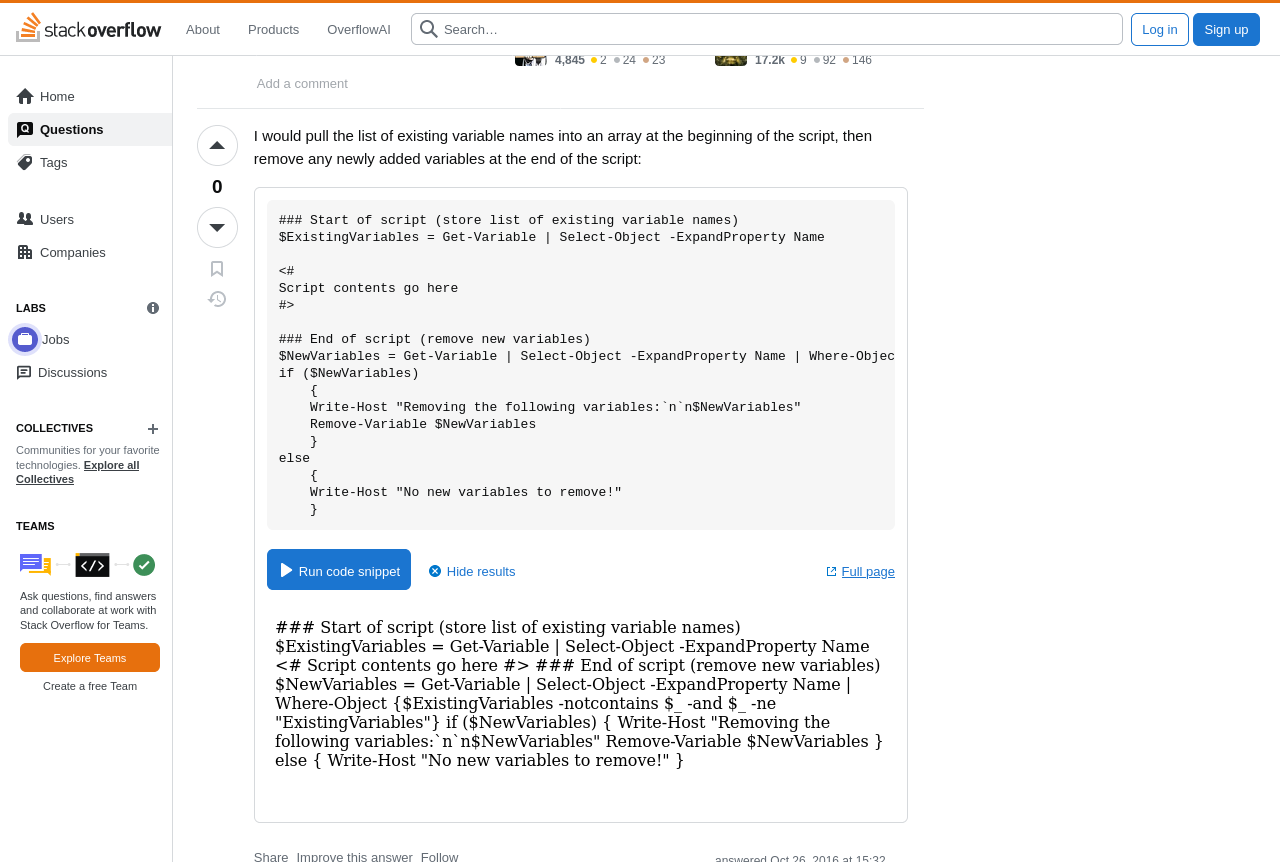 stack overflow
About
Products
OverflowAI
Search…
Log in
Sign up
4,845 2 24 23
17.2k 9 92 146
Add a comment
Home
Questions
Tags
Users
Companies
LABS
Jobs
Discussions
COLLECTIVES
Communities for your favorite
technologies. Explore all
Collectives
TEAMS
Ask questions, find answers
and collaborate at work with
Stack Overflow for Teams.
Explore Teams
Create a free Team
I would pull the list of existing variable names into an array at the beginning of the script, then
remove any newly added variables at the end of the script:
0
### Start of script (store list of existing variable names)
$ExistingVariables = Get-Variable | Select-Object -ExpandProperty Name
<#
Script contents go here
#>
### End of script (remove new variables)
$NewVariables = Get-Variable | Select-Object -ExpandProperty Name | Where-Objec
if ($NewVariables)
{
Write-Host "Removing the following variables:`n`n$NewVariables"
Remove-Variable $NewVariables
}
else
{
Write-Host "No new variables to remove!"
}
Run code snippet
Hide results
Full page
### Start of script (store list of existing variable names)
$ExistingVariables = Get-Variable | Select-Object -ExpandProperty Name
<# Script contents go here #> ### End of script (remove new variables)
$NewVariables = Get-Variable | Select-Object -ExpandProperty Name |
Where-Object {$ExistingVariables -notcontains $_ -and $_ -ne
"ExistingVariables"} if ($NewVariables) { Write-Host "Removing the
following variables:`n`n$NewVariables" Remove-Variable $NewVariables }
else { Write-Host "No new variables to remove!" }
Share Improve this answer Follow
answered Oct 26, 2016 at 15:32